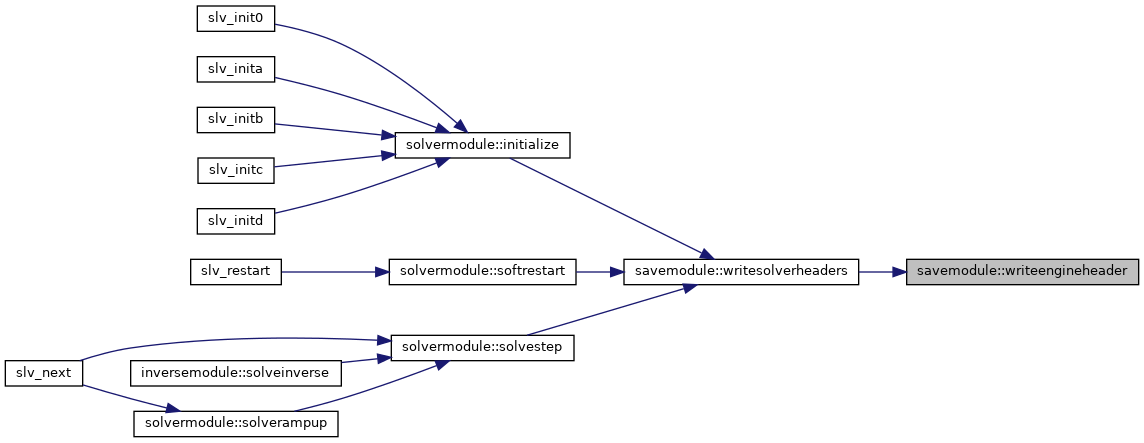 slv_init0
slv_inita
slv_initb
solvermodule::initialize
slv_initc
slv_initd
slv_restart
solvermodule::softrestart
savemodule::writesolverheaders
savemodule::writeengineheader
solvermodule::solvestep
slv_next
inversemodule::solveinverse
solvermodule::solverampup